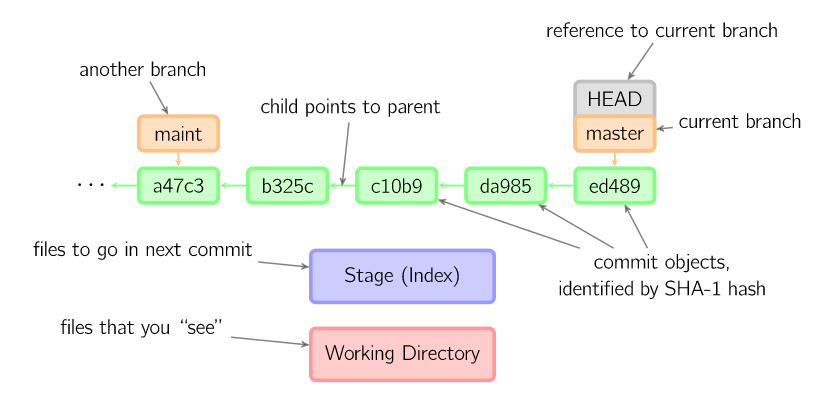 reference to current branch
another branch
HEAD
child points to parent
maint
master
current branch
··· a47c3 b325c c10b9 da985 ed489
files to go in next commit
Stage (Index)
commit objects,
identified by SHA-1 hash
files that you “see”
Working Directory